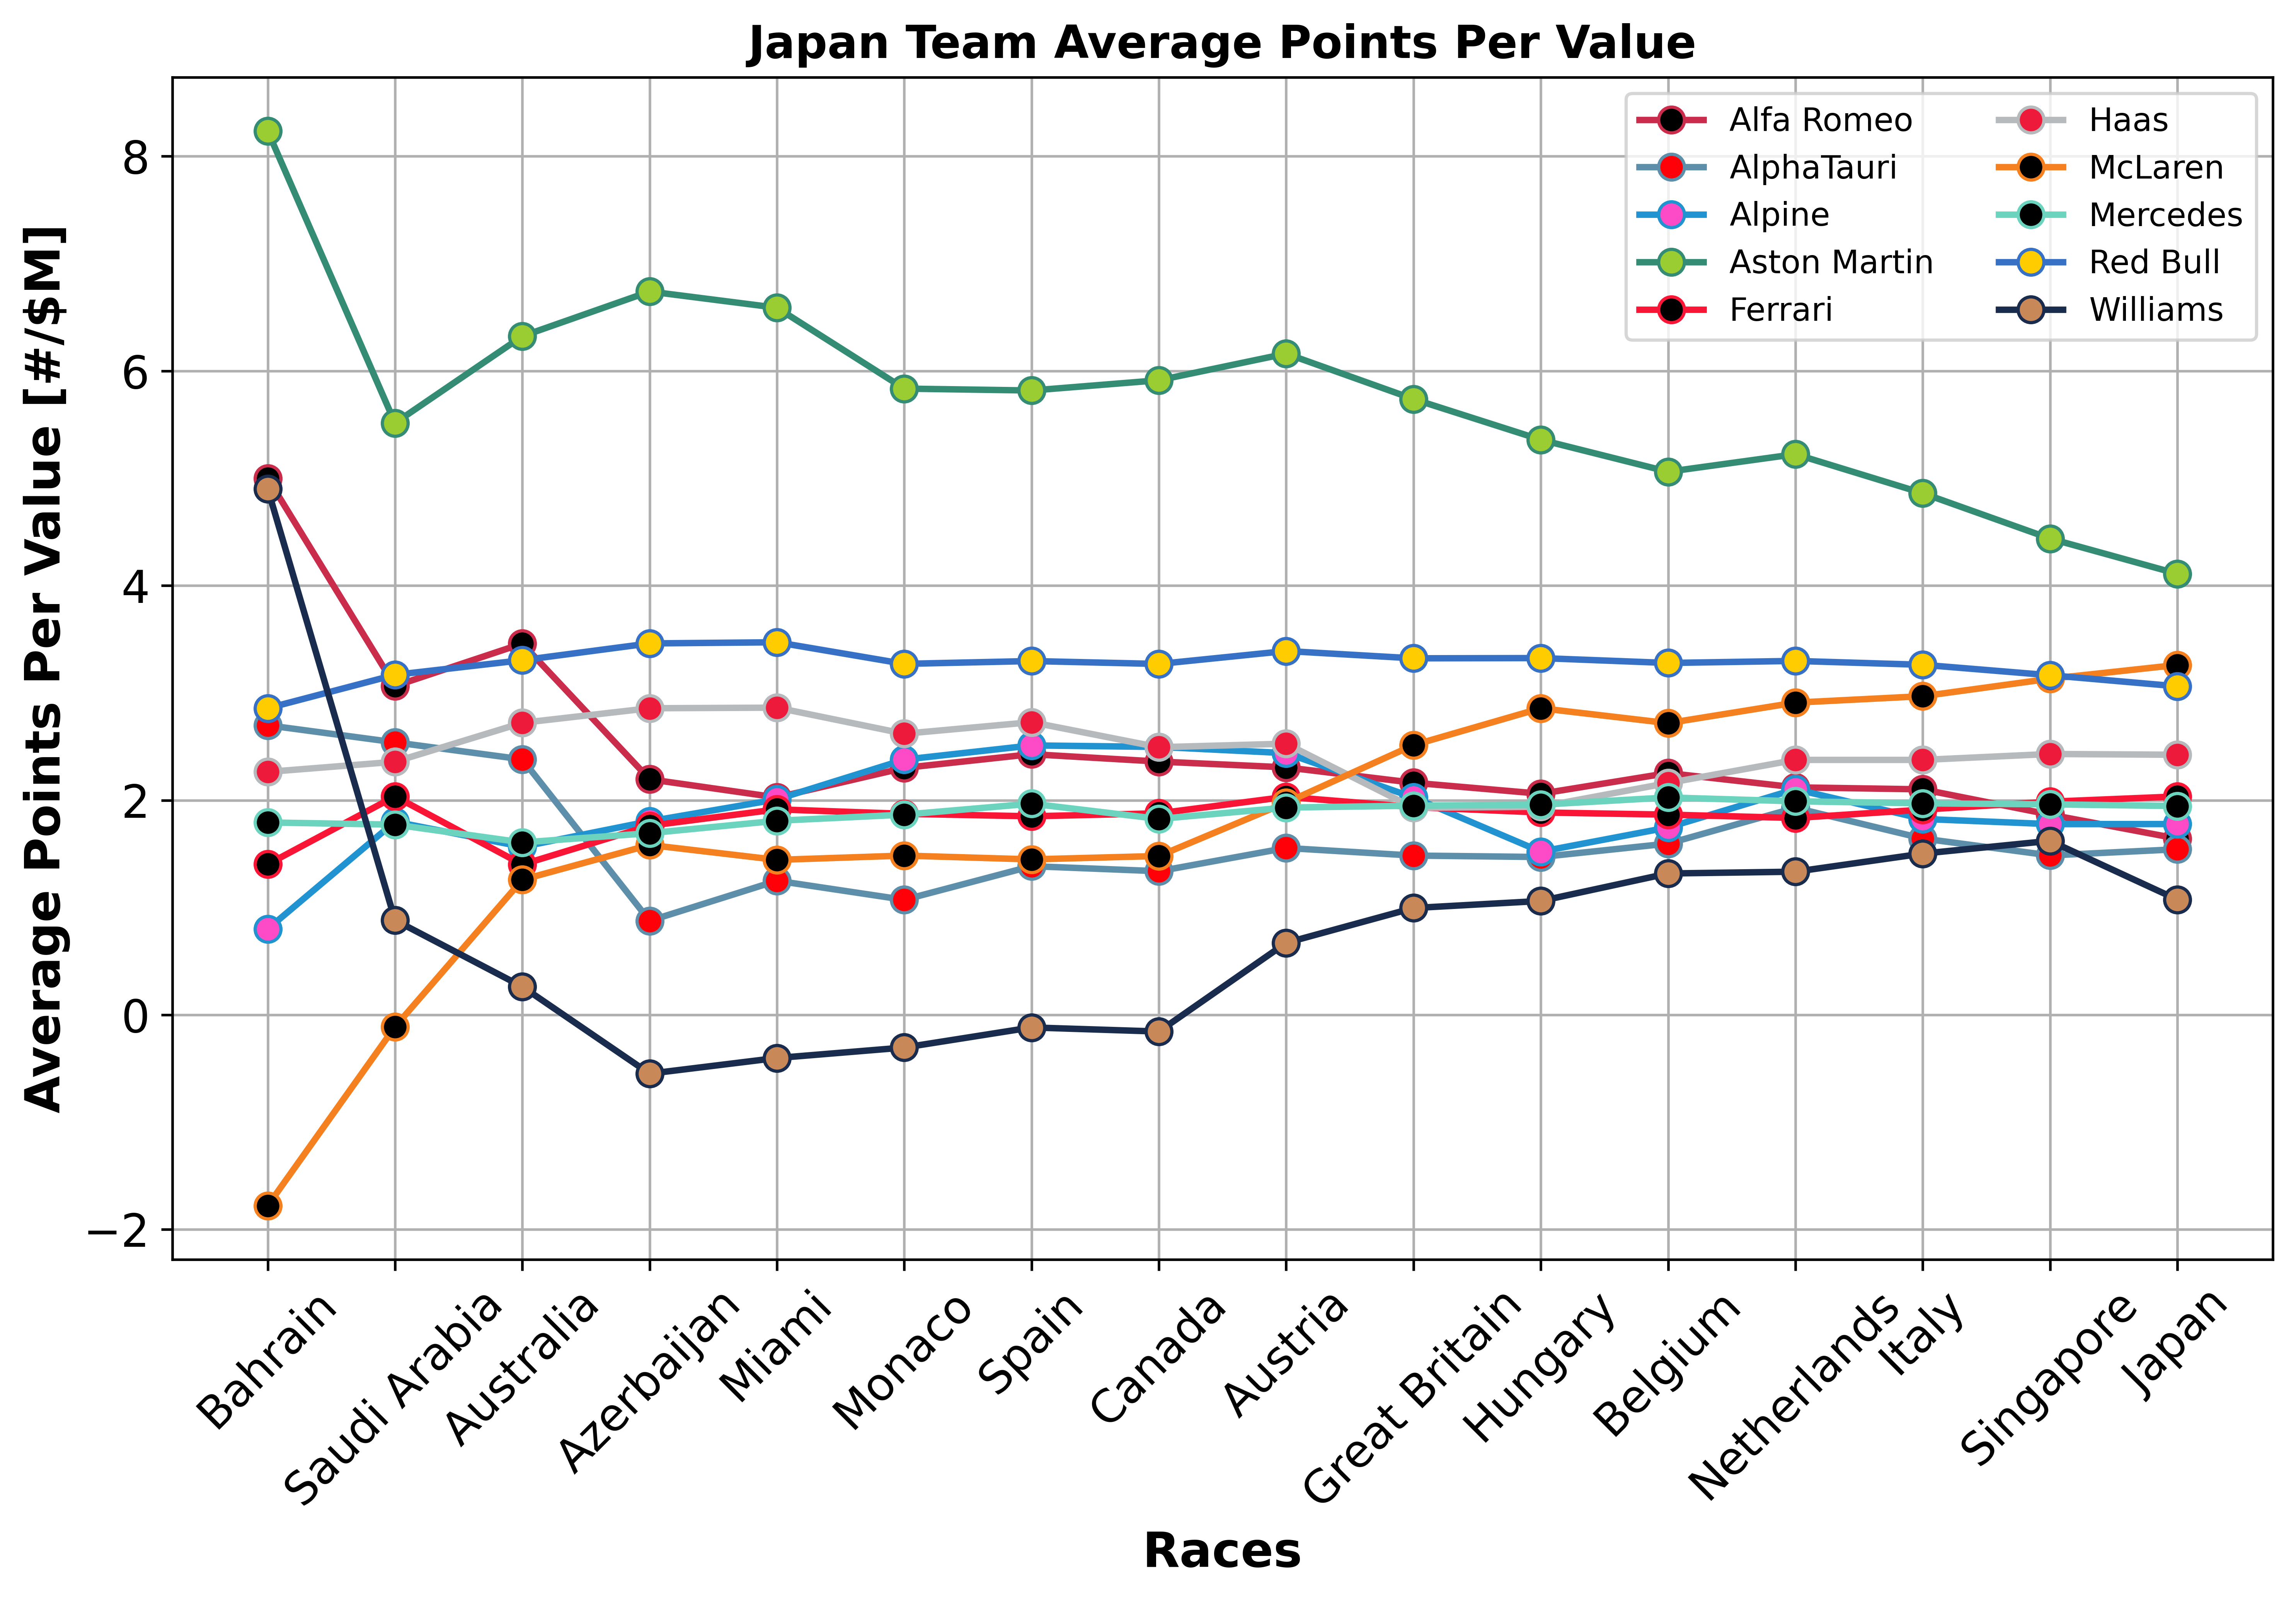 Japan Team Average Points Per Value
Average Points Per Value [#/$M]
8
6
4
2
0
−2
Alfa Romeo
AlphaTauri
Alpine
Aston Martin
Ferrari
Haas
McLaren
Mercedes
Red Bull
Williams
Bahrain
Saudi Arabia
Australia
Azerbaijan
Miami
Monaco
Spain
Canada
Austria
Great Britain
Hungary
Belgium
Netherlands
Italy
Singapore
Japan
Races